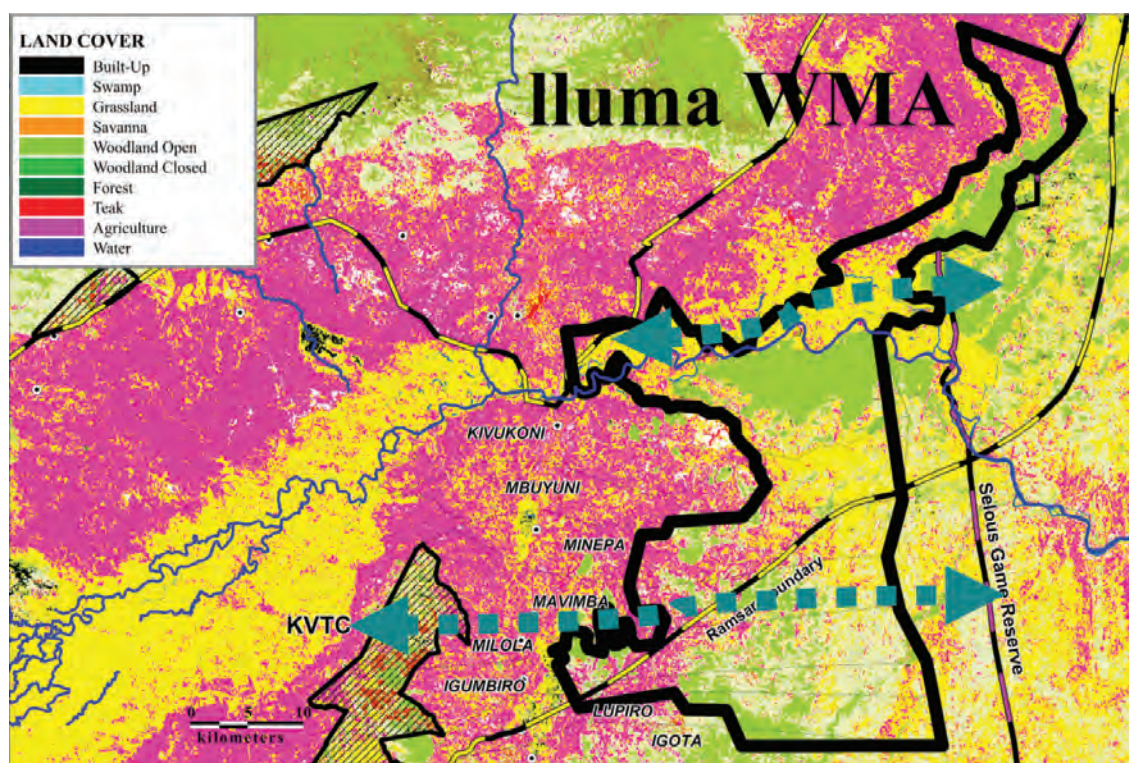 LAND COVER
Built-Up
Swamp
Grassland
Savanna
Woodland Open
Woodland Closed
Forest
Teak
Agriculture
Water
Iluma WMA
KIVUKONI
MBUYUNI
MINEPA
MAVIMBA
Ramsar Boundary
Selous Game Reserve
KVTC
MILOLA
IGUMBIRO
LUPIRO
IGOTA
0 5 10
kilometers